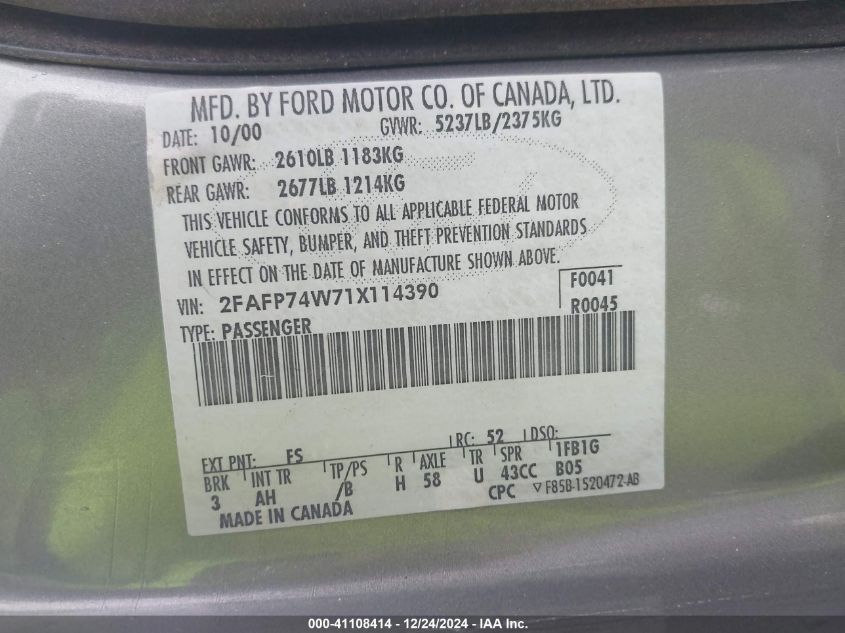 MFD. BY FORD MOTOR CO. OF CANADA, LTD.
DATE: 10/00 GVWR: 5237LB/2375KG
FRONT GAWR: 2610LB 1183KG
REAR GAWR: 2677LB 1214KG
THIS VEHICLE CONFORMS TO ALL APPLICABLE FEDERAL MOTOR
VEHICLE SAFETY, BUMPER, AND THEFT PREVENTION STANDARDS
IN EFFECT ON THE DATE OF MANUFACTURE SHOWN ABOVE.
VIN: 2FAFP74W71X114390 F0041
TYPE: PASSENGER R0045
EXT PNT: FS RC: 52 DSO:
BRK INT TR TP/PS R AXLE TR SPR 1FB1G
3 AH /B H 58 U 43CC B05
MADE IN CANADA CPC ▽ F85B-1520472-AB
000-41108414 / 12/24/2024 - IAA Inc.